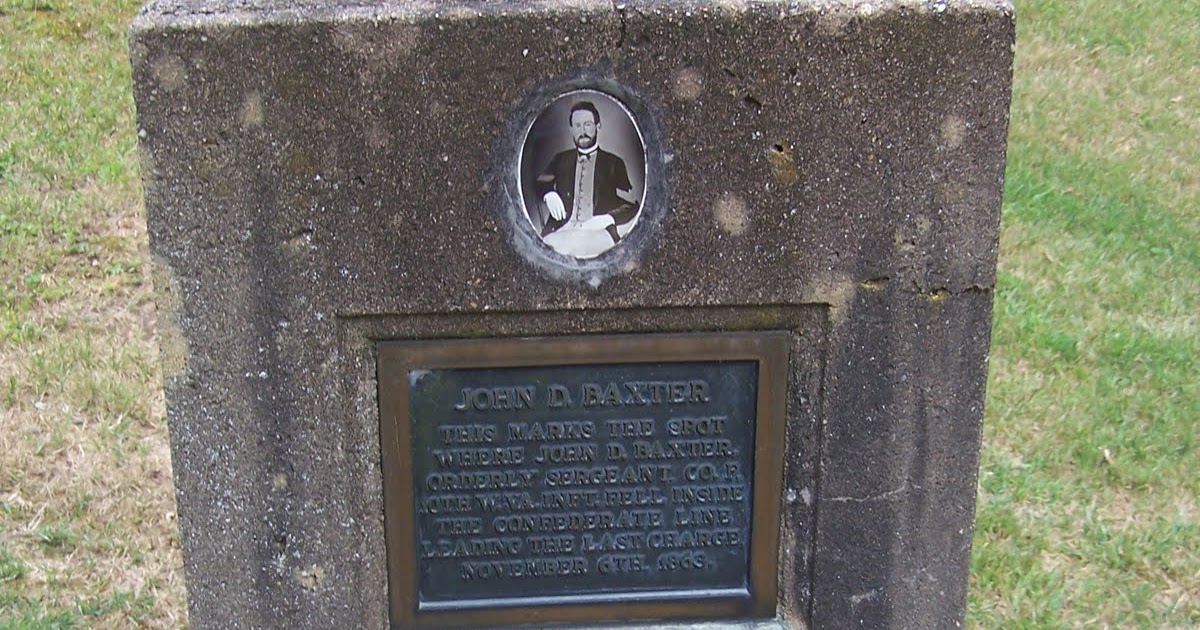 JOHN D. BAXTER
THIS MARKS THE SPOT
WHERE JOHN D. BAXTER.
ORDERLY SERGEANT. CO. F.
10TH W. VA. INFT. FELL INSIDE
THE CONFEDERATE LINE
LEADING THE LAST CHARGE
NOVEMBER 6TH. 1863.